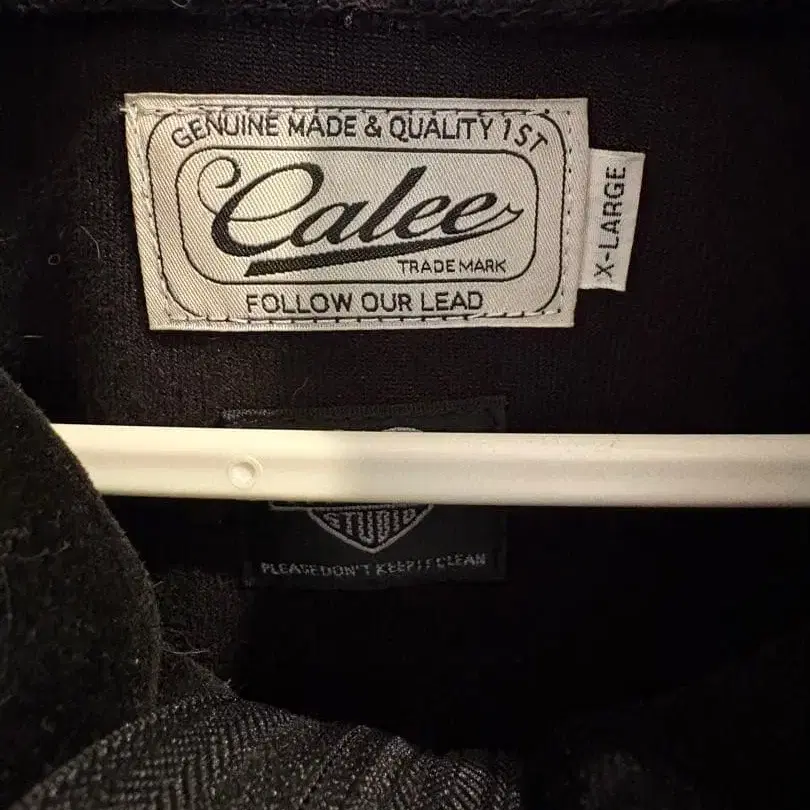 GENUINE MADE & QUALITY 1ST
Calee
TRADE MARK
FOLLOW OUR LEAD
X-LARGE
STUDIO
PLEASE DON'T KEEP IT CLEAN